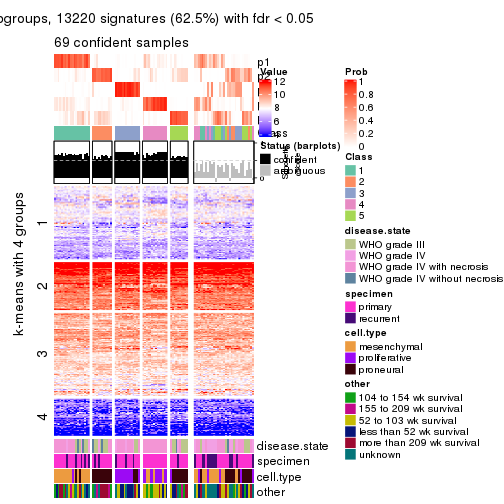 ogroups, 13220 signatures (62.5%) with fdr < 0.05
69 confident samples
p1
Value
12
10
8
6
4
Class
Status (barplots)
confident
ambiguous
0
k-means with 4 groups
1
2
3
4
disease.state
specimen
cell.type
other
Prob
1
0.8
0.6
0.4
0.2
0
Class
1
2
3
4
5
disease.state
WHO grade III
WHO grade IV
WHO grade IV with necrosis
WHO grade IV without necrosis
specimen
primary
recurrent
cell.type
mesenchymal
proliferative
proneural
other
104 to 154 wk survival
155 to 209 wk survival
52 to 103 wk survival
less than 52 wk survival
more than 209 wk survival
unknown